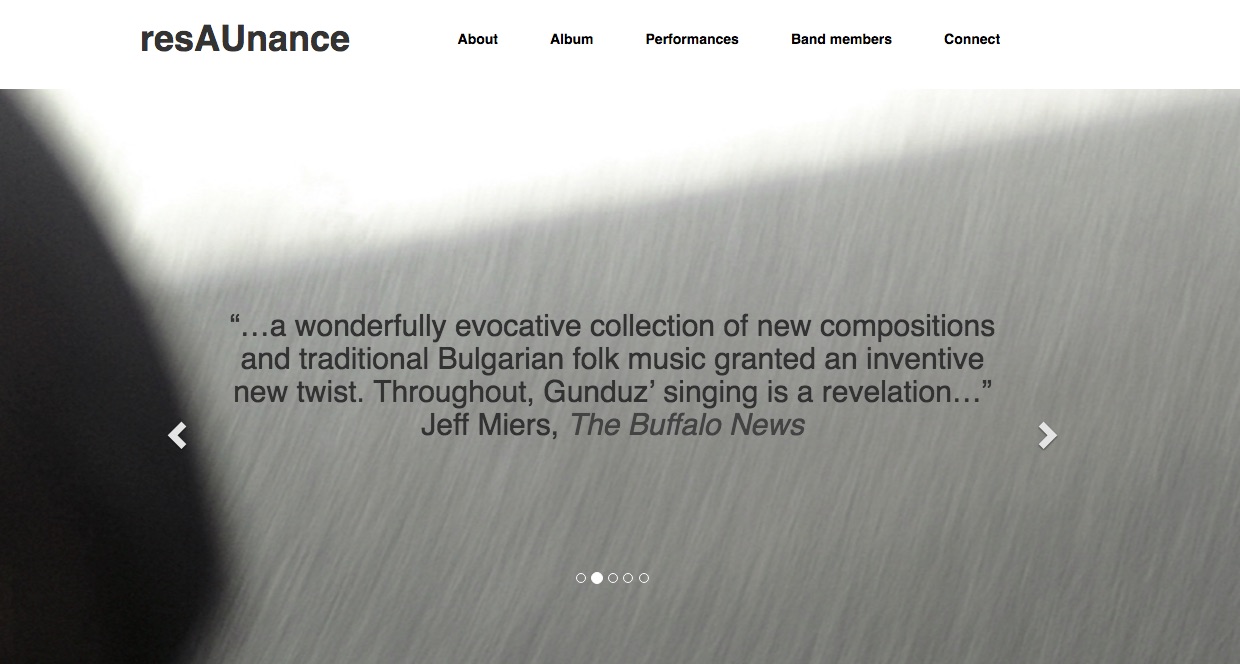 resAUnance
About Album Performances Band members Connect
“…a wonderfully evocative collection of new compositions
and traditional Bulgarian folk music granted an inventive
new twist. Throughout, Gunduz’ singing is a revelation…”
Jeff Miers, The Buffalo News